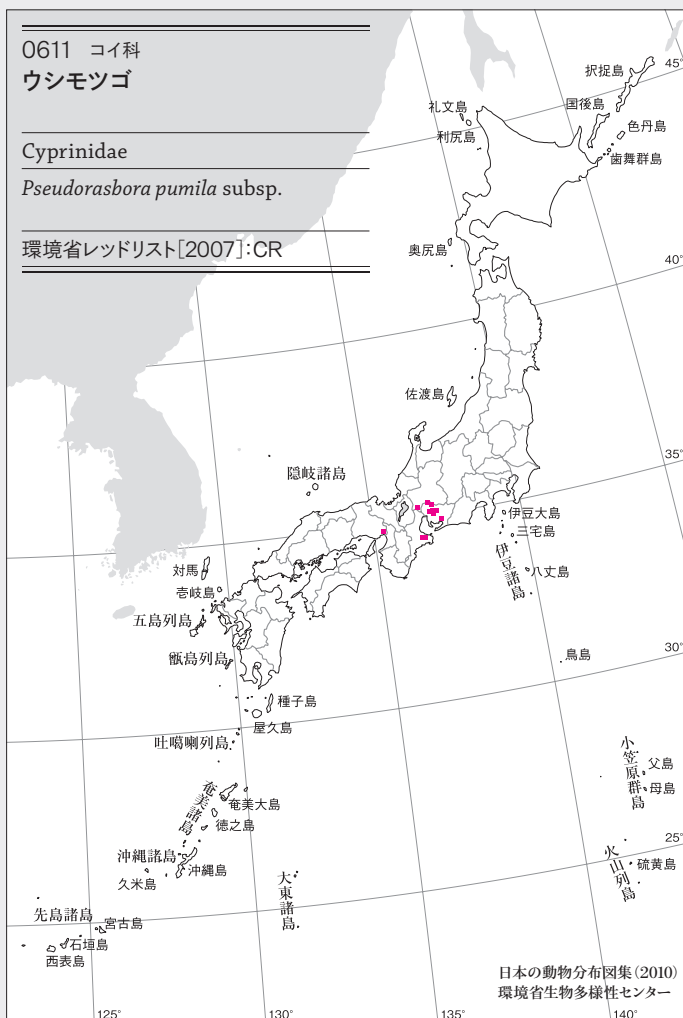 0611 コイ科
ウシモツゴ
Cyprinidae
Pseudorasbora pumila subsp.
環境省レッドリスト[2007]:CR
45°
択捉島
国後島
礼文島
色丹島
利尻島
歯舞群島
奥尻島
40°
佐渡島
35°
隠岐諸島
伊豆大島
三宅島
伊豆諸島
八丈島
対馬
壱岐島
五島列島
甑島列島
鳥島
30°
種子島
屋久島
吐噶喇列島
小笠原群島
父島
母島
奄美諸島
奄美大島
徳之島
25°
沖縄諸島
沖縄島
久米島
火山列島
硫黄島
大東諸島
先島諸島
宮古島
石垣島
西表島
日本の動物分布図集(2010)
環境省生物多様性センター
125°
130°
135°
140°